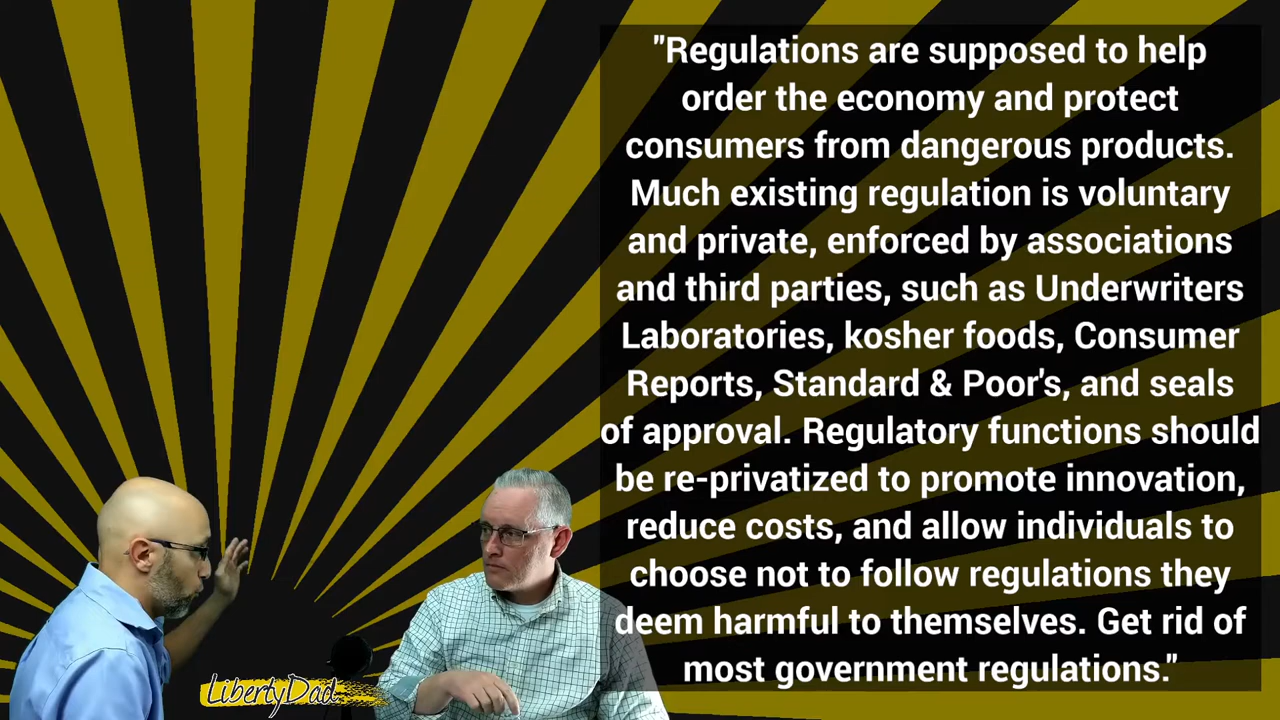 "Regulations are supposed to help
order the economy and protect
consumers from dangerous products.
Much existing regulation is voluntary
and private, enforced by associations
and third parties, such as Underwriters
Laboratories, kosher foods, Consumer
Reports, Standard & Poor's, and seals
of approval. Regulatory functions should
be re-privatized to promote innovation,
reduce costs, and allow individuals to
choose not to follow regulations they
deem harmful to themselves. Get rid of
most government regulations."
LibertyDad